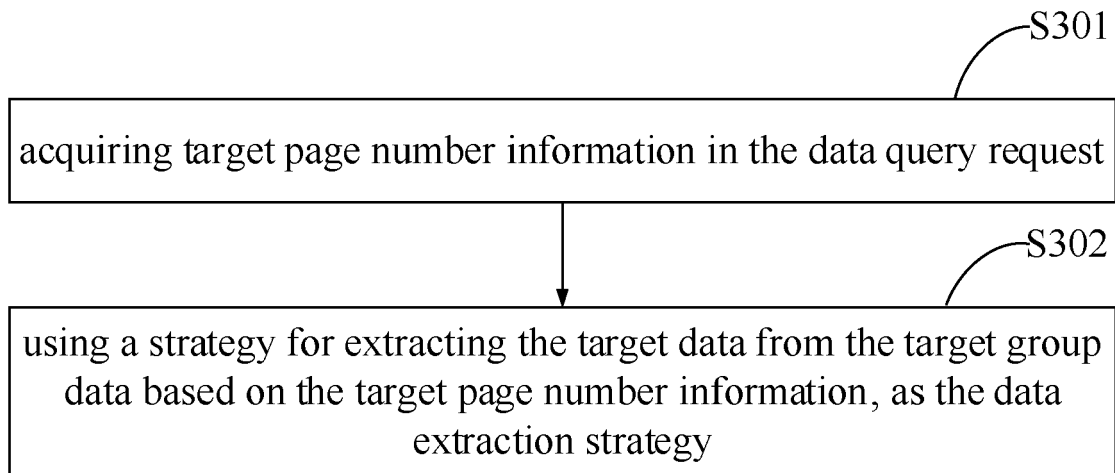 S301
acquiring target page number information in the data query request
S302
using a strategy for extracting the target data from the target group
data based on the target page number information, as the data
extraction strategy